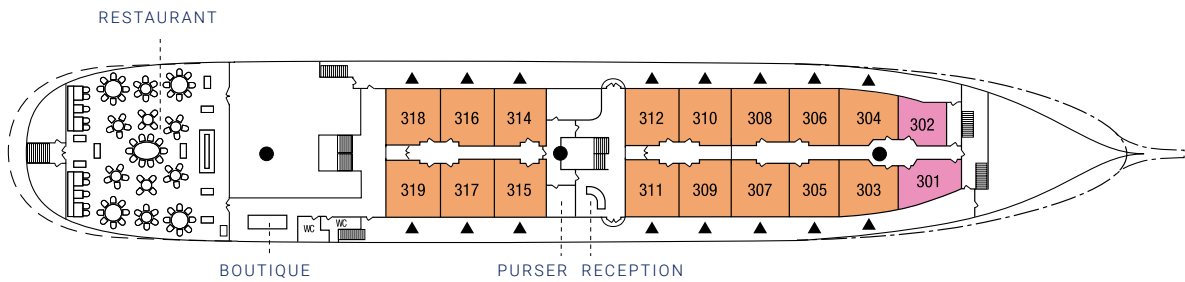 RESTAURANT
318 316 314 312 310 308 306 304 302
319 317 315 311 309 307 305 303 301
WC WC
BOUTIQUE PURSER RECEPTION